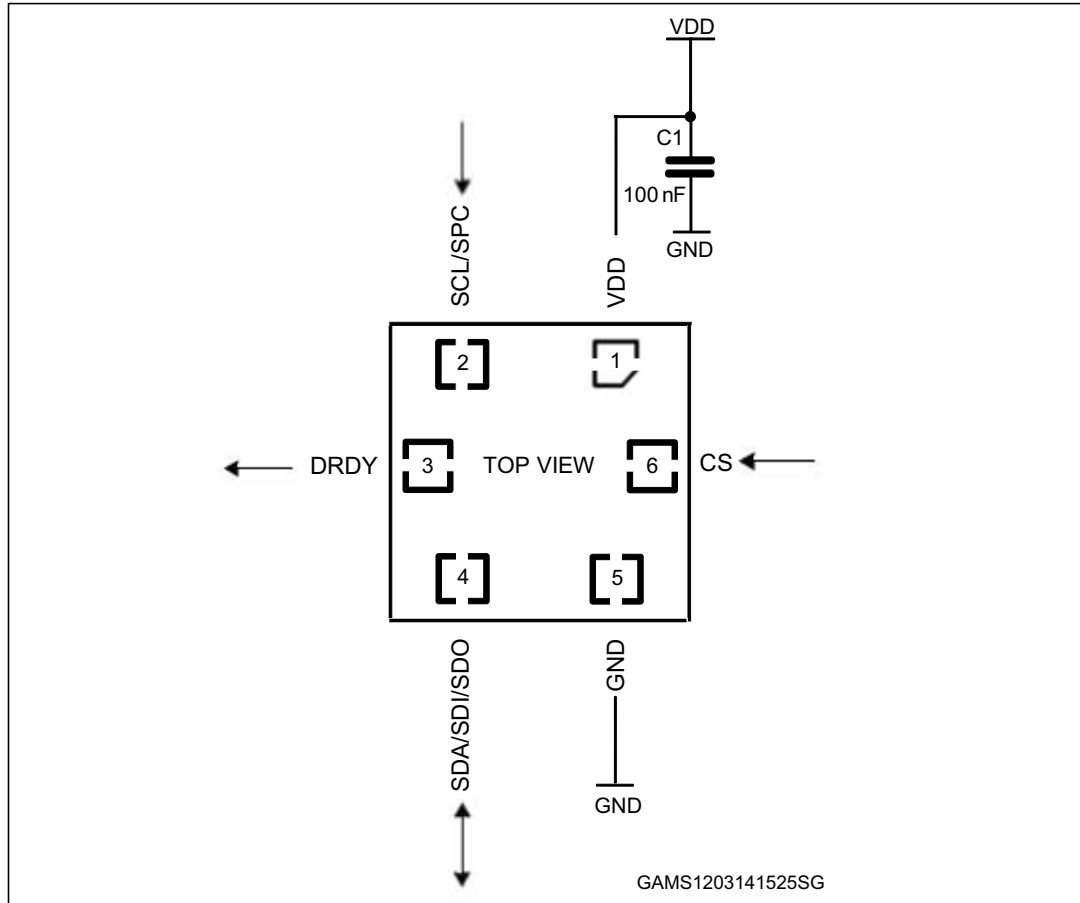 VDD
C1
100 nF
GND
SCL/SPC
VDD
2
1
DRDY
3
TOP VIEW
6
CS
4
5
SDA/SDI/SDO
GND
GND
GAMS1203141525SG